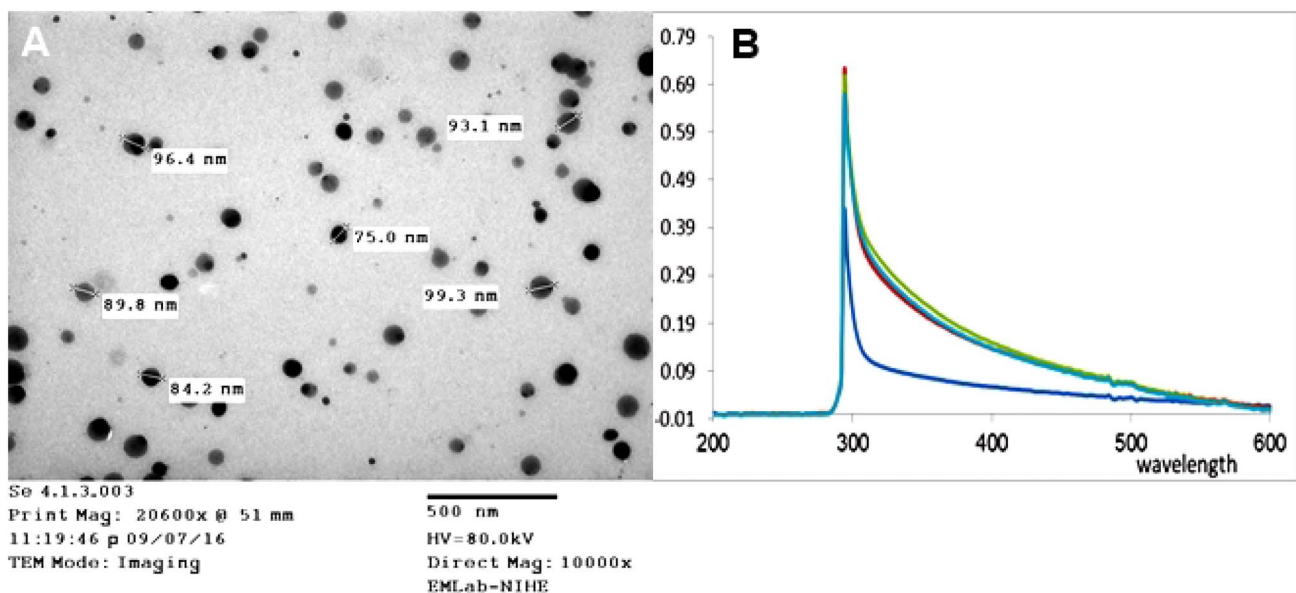 A
93.1 nm
96.4 nm
75.0 nm
89.8 nm
99.3 nm
84.2 nm
Se 4.1.3.003
Print Mag: 20600x @ 51 mm
11:19:46 p 09/07/16
TEM Mode: Imaging
500 nm
HV=80.0kV
Direct Mag: 10000x
EMLab-NIHE
B
0.79
0.69
0.59
0.49
0.39
0.29
0.19
0.09
-0.01
200 300 400 500 600
wavelength